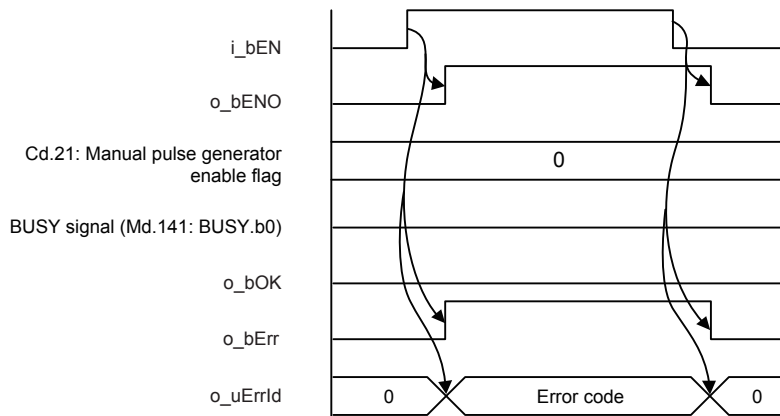 i_bEN
o_bENO
Cd.21: Manual pulse generator
enable flag
0
BUSY signal (Md.141: BUSY.b0)
o_bOK
o_bErr
o_uErrId
0
Error code
0